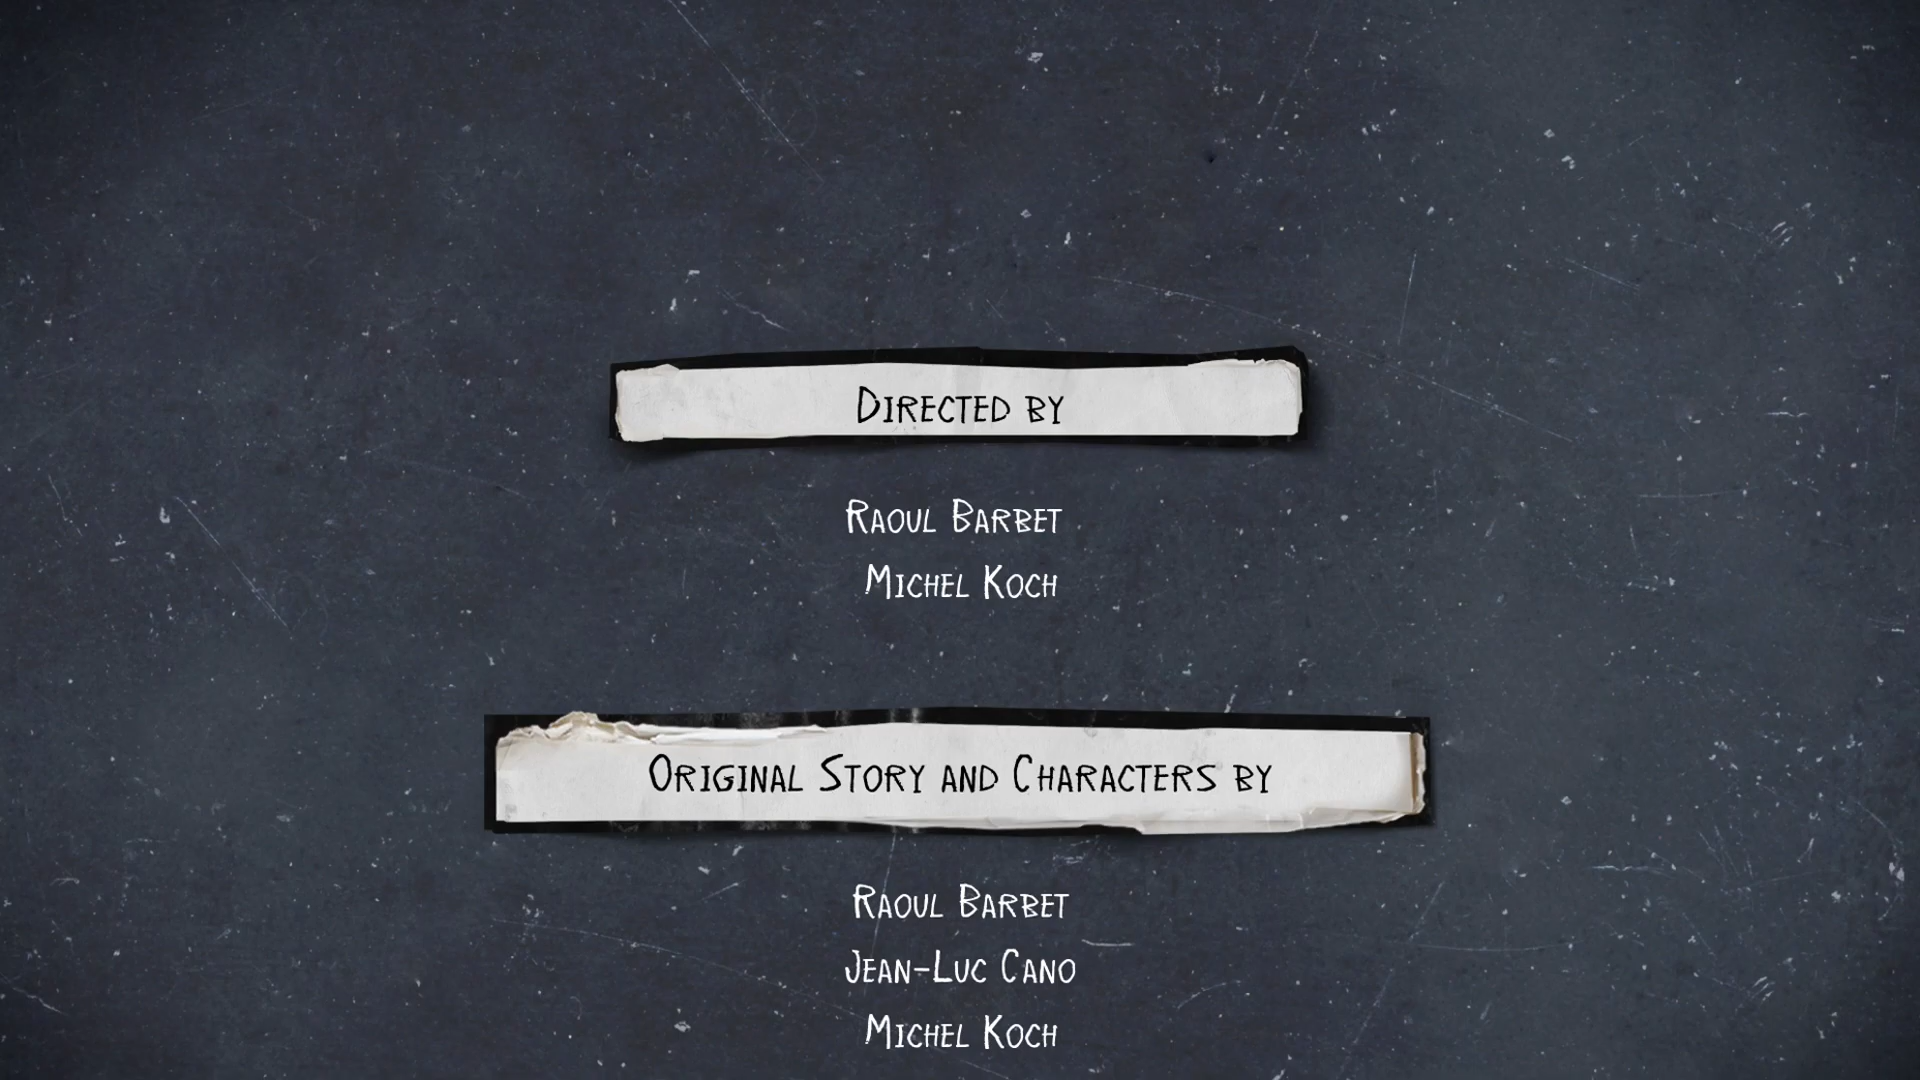 Directed by
Raoul Barbet
Michel Koch
Original Story and Characters by
Raoul Barbet
Jean-Luc Cano
Michel Koch